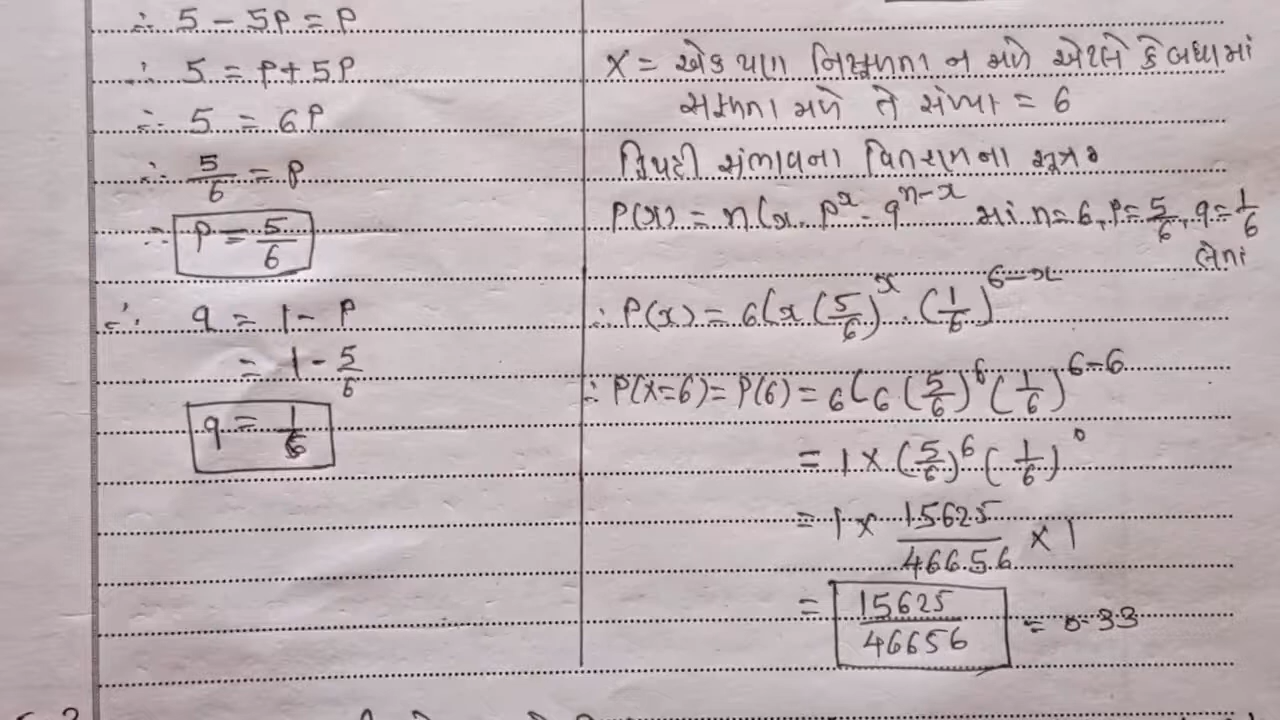 ∴ 5 - 5P = P
∴ 5 = P + 5P
∴ 5 = 6P
∴ 5/6 = P
∴ P = 5/6
∴ q = 1 - P
= 1 - 5/6
q = 1/6
X = એક પણ નિષ્ફળતા ન મળે એટલે કે બધામાં
સફળતા મળે તે સંખ્યા = 6
દ્વિપદી સંભાવના વિતરણના સૂત્ર
P(x) = nCx · P^x · q^(n-x) માં n = 6, P = 5/6, q = 1/6
લેતાં
∴ P(x) = 6Cx (5/6)^x · (1/6)^(6-x)
∴ P(X=6) = P(6) = 6C6 (5/6)^6 (1/6)^(6-6)
= 1 × (5/6)^6 (1/6)^0
= 1 × 15625/46656 × 1
= 15625/46656 = 0.33